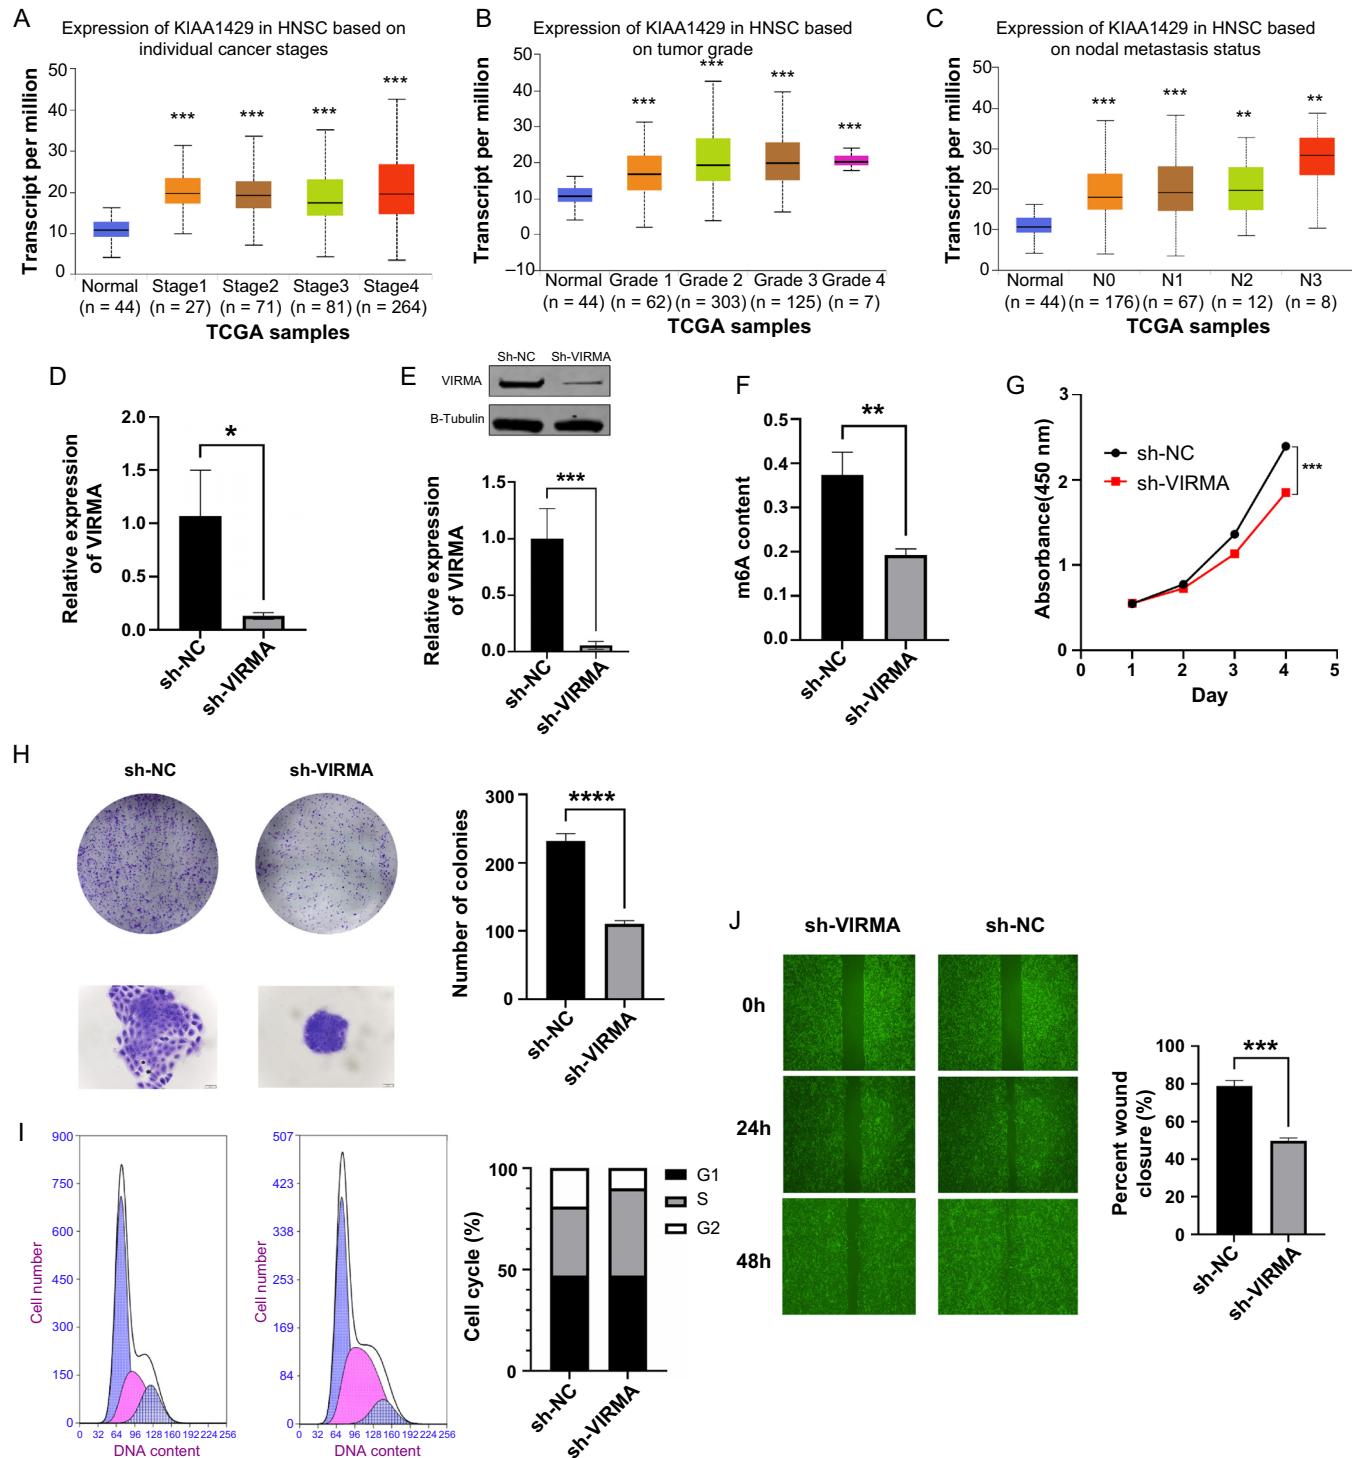 A
Expression of KIAA1429 in HNSC based on
individual cancer stages
Transcript per million
50
40
30
20
10
0
***
***
***
***
Normal Stage1 Stage2 Stage3 Stage4
(n = 44) (n = 27) (n = 71) (n = 81) (n = 264)
TCGA samples
B
Expression of KIAA1429 in HNSC based
on tumor grade
Transcript per million
50
40
30
20
10
0
−10
***
***
***
***
Normal Grade 1 Grade 2 Grade 3 Grade 4
(n = 44) (n = 62) (n = 303) (n = 125) (n = 7)
TCGA samples
C
Expression of KIAA1429 in HNSC based
on nodal metastasis status
Transcript per million
50
40
30
20
10
0
***
***
**
**
Normal N0 N1 N2 N3
(n = 44) (n = 176) (n = 67) (n = 12) (n = 8)
TCGA samples
D
Relative expression
of VIRMA
2.0
1.5
1.0
0.5
0.0
*
sh-NC
sh-VIRMA
E
Sh-NC Sh-VIRMA
VIRMA
B-Tubulin
Relative expression
of VIRMA
1.5
1.0
0.5
0.0
***
sh-NC
sh-VIRMA
F
m6A content
0.5
0.4
0.3
0.2
0.1
0.0
**
sh-NC
sh-VIRMA
G
Absorbance(450 nm)
3
2
1
0
sh-NC
sh-VIRMA
***
0 1 2 3 4 5
Day
H
sh-NC sh-VIRMA
Number of colonies
300
200
100
0
****
sh-NC
sh-VIRMA
I
Cell number
900
750
600
450
300
150
0
0 32 64 96 128 160 192 224 256
DNA content
Cell number
507
423
338
253
169
84
0
0 32 64 96 128 160 192 224 256
DNA content
Cell cycle (%)
100
50
0
G1
S
G2
sh-NC
sh-VIRMA
J
sh-VIRMA sh-NC
0h
24h
48h
Percent wound
closure (%)
100
80
60
40
20
0
***
sh-NC
sh-VIRMA